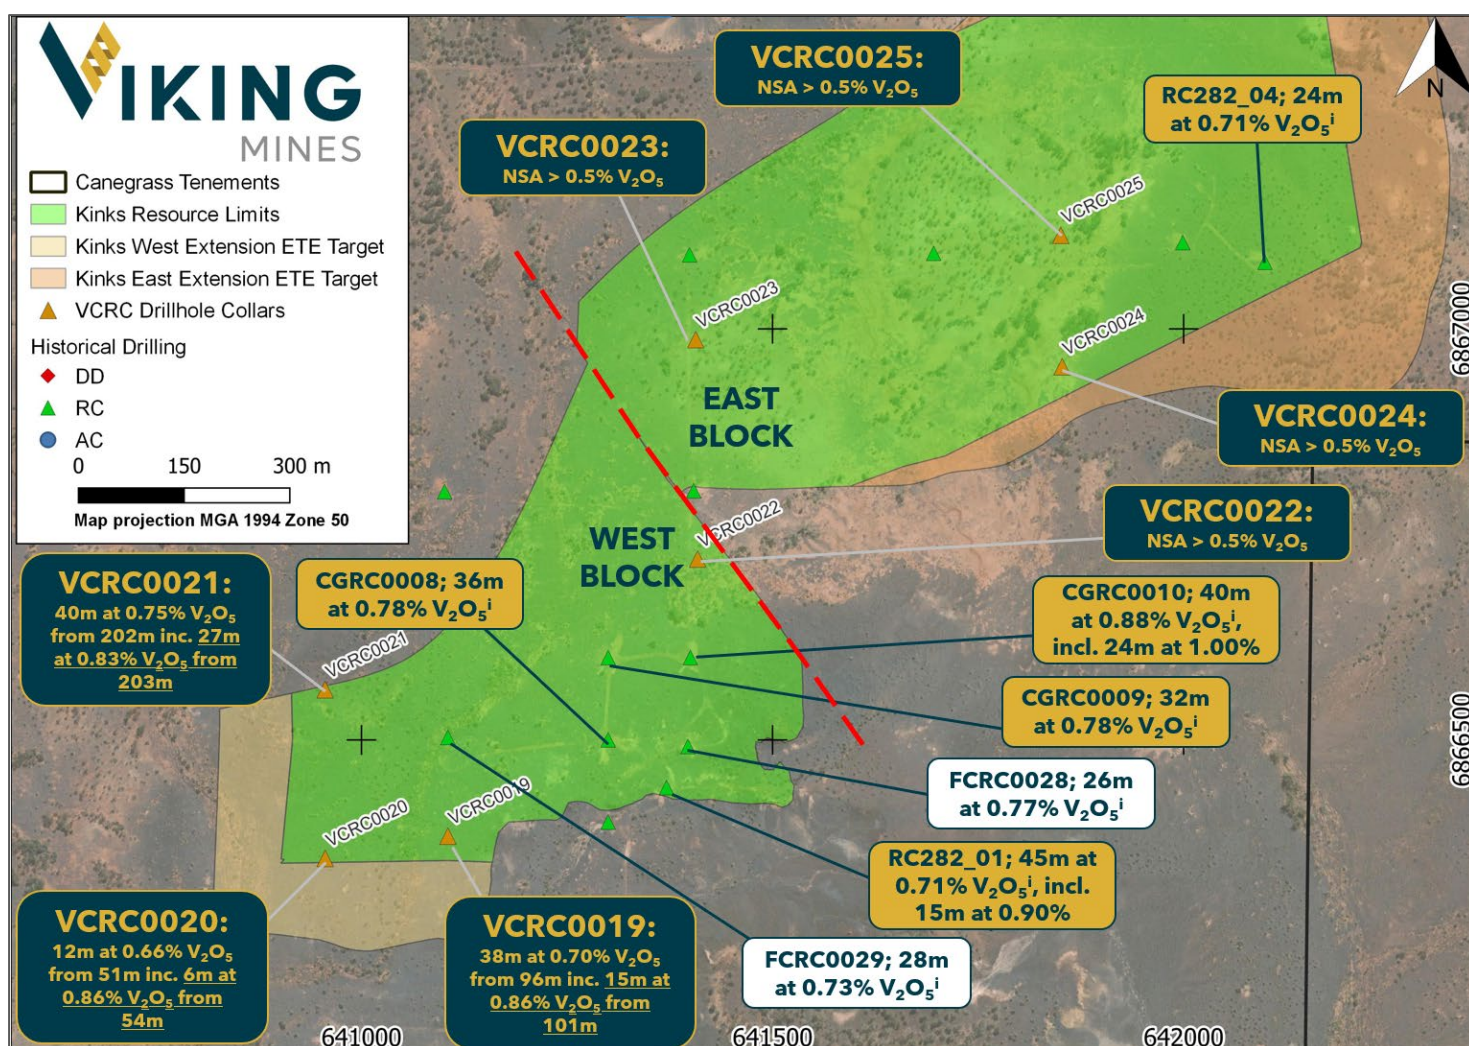 VIKING
MINES
Canegrass Tenements
Kinks Resource Limits
Kinks West Extension ETE Target
Kinks East Extension ETE Target
VCRC Drillhole Collars
Historical Drilling
DD
RC
AC
0 150 300 m
Map projection MGA 1994 Zone 50
VCRC0025:
NSA > 0.5% V₂O₅
VCRC0023:
NSA > 0.5% V₂O₅
RC282_04; 24m
at 0.71% V₂O₅ⁱ
N
VCRC0025
VCRC0023
VCRC0024
6867000
EAST
BLOCK
VCRC0024:
NSA > 0.5% V₂O₅
VCRC0022
WEST
BLOCK
VCRC0022:
NSA > 0.5% V₂O₅
VCRC0021:
40m at 0.75% V₂O₅
from 202m inc. 27m
at 0.83% V₂O₅ from
203m
CGRC0008; 36m
at 0.78% V₂O₅ⁱ
VCRC0021
CGRC0010; 40m
at 0.88% V₂O₅ⁱ,
incl. 24m at 1.00%
CGRC0009; 32m
at 0.78% V₂O₅ⁱ
6866500
FCRC0028; 26m
at 0.77% V₂O₅ⁱ
VCRC0020
VCRC0019
RC282_01; 45m at
0.71% V₂O₅ⁱ, incl.
15m at 0.90%
VCRC0020:
12m at 0.66% V₂O₅
from 51m inc. 6m at
0.86% V₂O₅ from
54m
VCRC0019:
38m at 0.70% V₂O₅
from 96m inc. 15m at
0.86% V₂O₅ from
101m
FCRC0029; 28m
at 0.73% V₂O₅ⁱ
641000
641500
642000